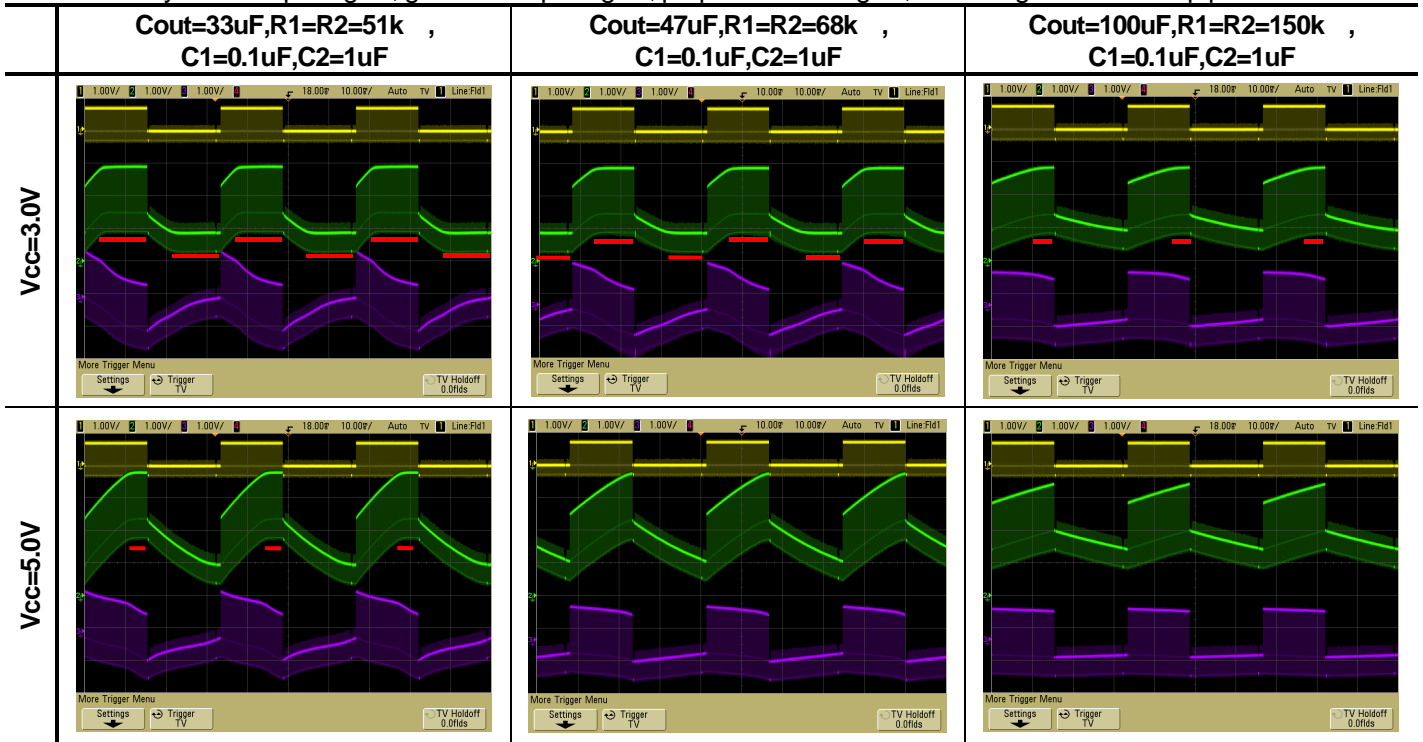 Cout=33uF,R1=R2=51k ,
C1=0.1uF,C2=1uF
Cout=47uF,R1=R2=68k ,
C1=0.1uF,C2=1uF
Cout=100uF,R1=R2=150k ,
C1=0.1uF,C2=1uF
Vcc=3.0V
1 1.00V/ 2 1.00V/ 3 1.00V/ 4 18.00 10.00 / Auto TV 1 Line:Fld1
More Trigger Menu
Settings Trigger TV TV Holdoff 0.0flds
1 1.00V/ 2 1.00V/ 3 1.00V/ 4 10.00 10.00 / Auto TV 1 Line:Fld1
More Trigger Menu
Settings Trigger TV TV Holdoff 0.0flds
1 1.00V/ 2 1.00V/ 3 1.00V/ 4 18.00 10.00 / Auto TV 1 Line:Fld1
More Trigger Menu
Settings Trigger TV TV Holdoff 0.0flds
Vcc=5.0V
1 1.00V/ 2 1.00V/ 3 1.00V/ 4 18.00 10.00 / Auto TV 1 Line:Fld1
More Trigger Menu
Settings Trigger TV TV Holdoff 0.0flds
1 1.00V/ 2 1.00V/ 3 1.00V/ 4 10.00 10.00 / Auto TV 1 Line:Fld1
More Trigger Menu
Settings Trigger TV TV Holdoff 0.0flds
1 1.00V/ 2 1.00V/ 3 1.00V/ 4 18.00 10.00 / Auto TV 1 Line:Fld1
More Trigger Menu
Settings Trigger TV TV Holdoff 0.0flds